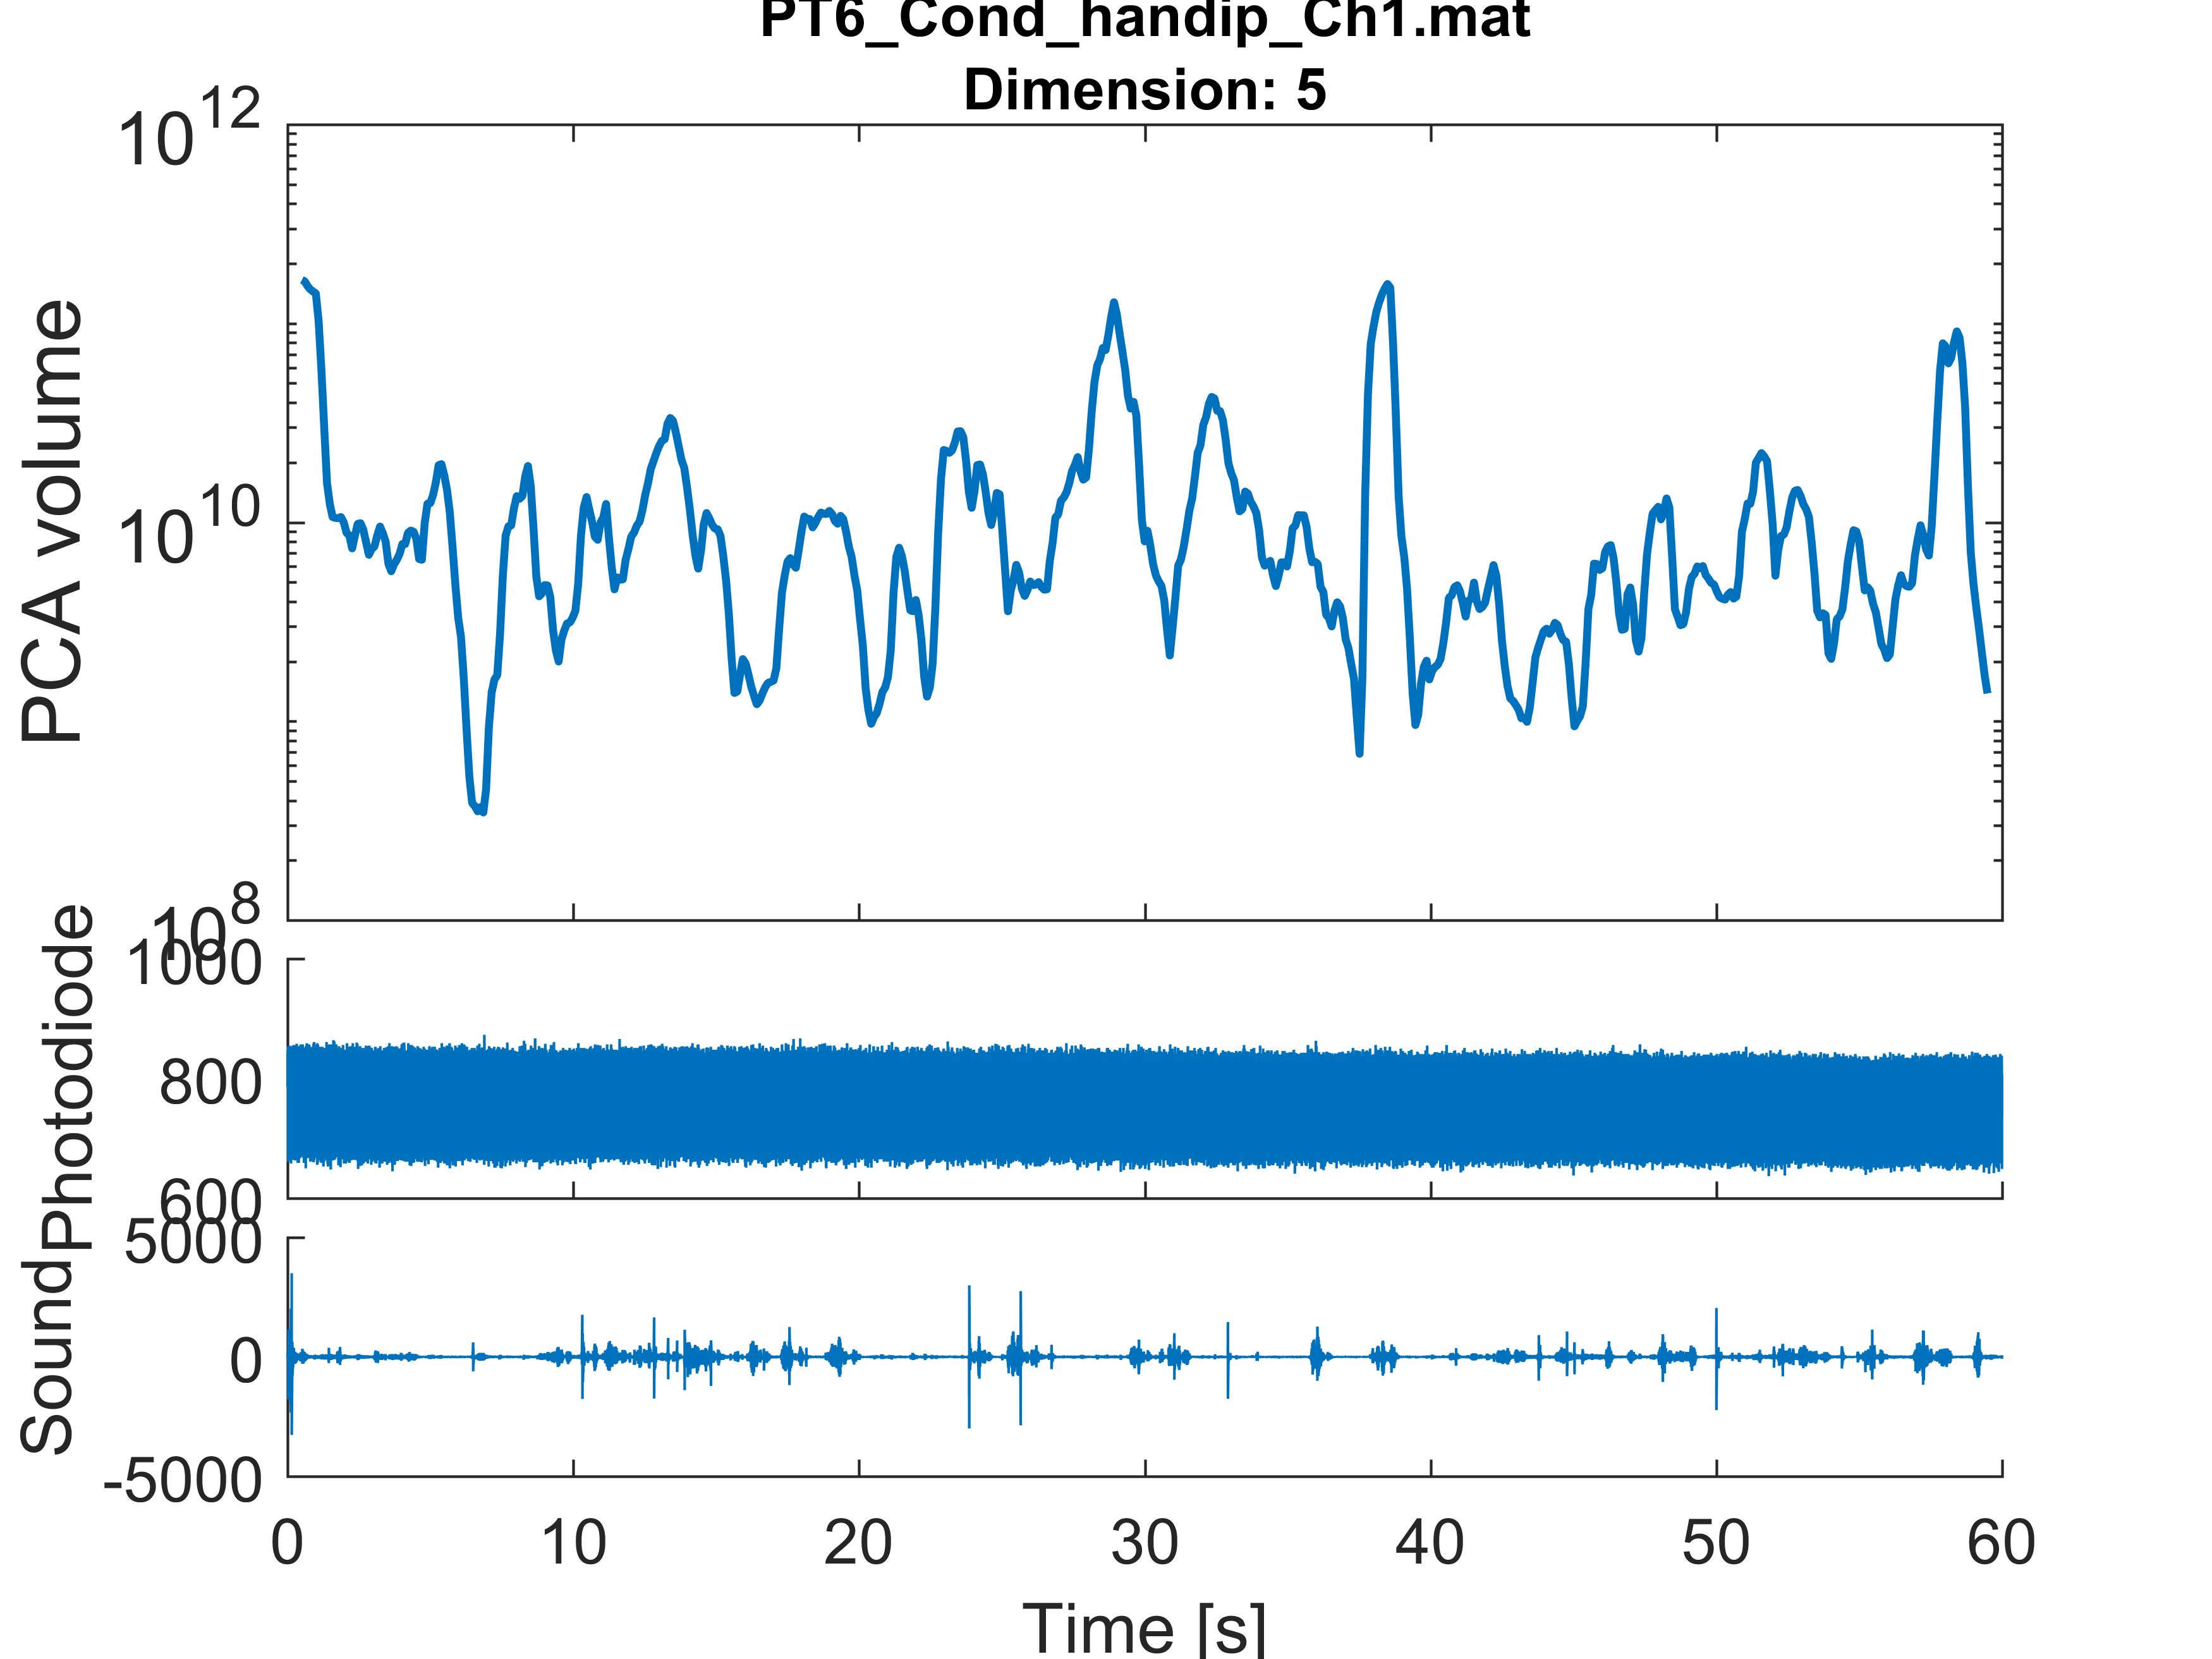 PT6_Cond_handip_Ch1.mat
Dimension: 5
PCA volume
10^12
10^10
10^8
Photodiode
1000
800
600
Sound
5000
0
-5000
0 10 20 30 40 50 60
Time [s]